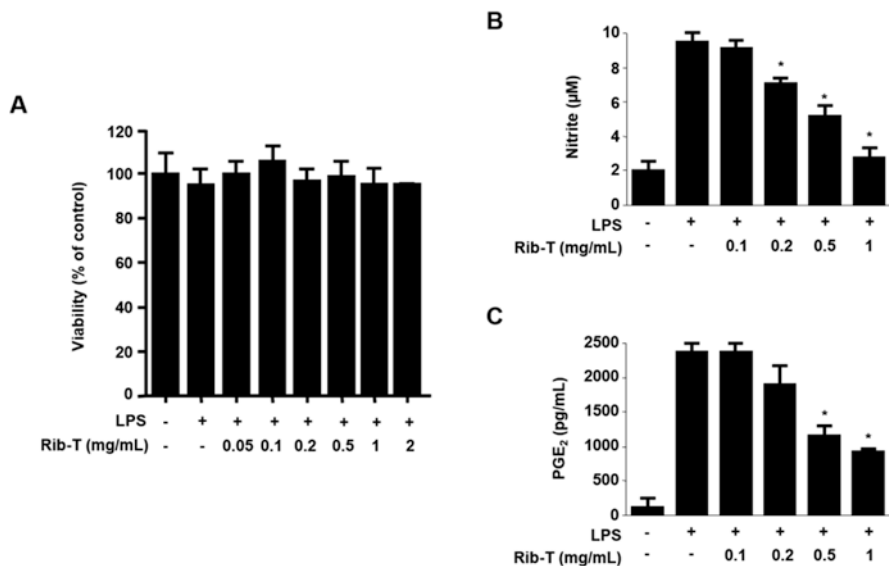 A
Viability (% of control)
120
100
80
60
40
20
0
LPS - + + + + + + +
Rib-T (mg/mL) - - 0.05 0.1 0.2 0.5 1 2
B
Nitrite (µM)
10
8
6
4
2
0
* * *
LPS - + + + + +
Rib-T (mg/mL) - - 0.1 0.2 0.5 1
C
PGE₂ (pg/mL)
2500
2000
1500
1000
500
0
* *
LPS - + + + + +
Rib-T (mg/mL) - - 0.1 0.2 0.5 1